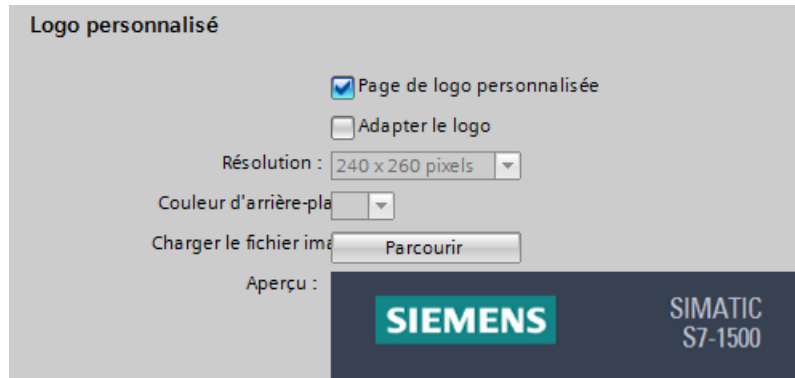 Logo personnalisé
Page de logo personnalisée
Adapter le logo
Résolution : 240 x 260 pixels
Couleur d'arrière-pla
Charger le fichier ima Parcourir
Aperçu :
SIEMENS
SIMATIC
S7-1500